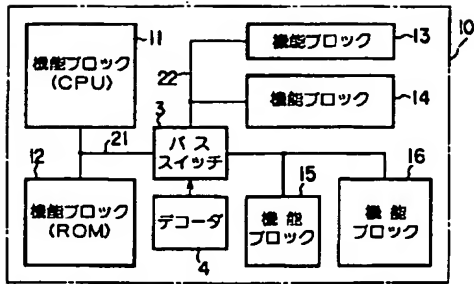 11
機能ブロック
(CPU)
機能ブロック
13
10
22
機能ブロック
14
3
バス
スイッチ
21
12
機能ブロック
(ROM)
デコーダ
4
15
機能
ブロック
16
機能
ブロック